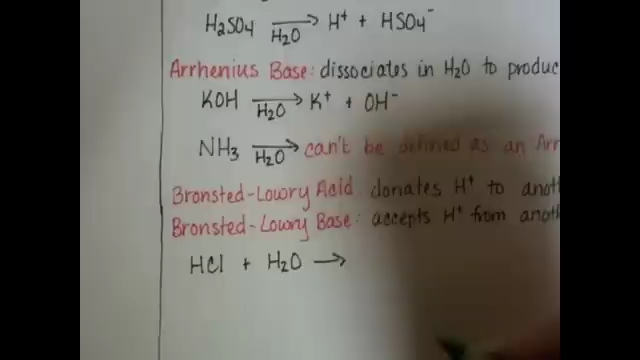 H₂SO₄ →H₂O H⁺ + HSO₄⁻
Arrhenius Base: dissociates in H₂O to produc
KOH →H₂O K⁺ + OH⁻
NH₃ →H₂O can't be defined as an Arr
Bronsted-Lowry Acid: donates H⁺ to anot
Bronsted-Lowry Base: accepts H⁺ from anot
HCl + H₂O →